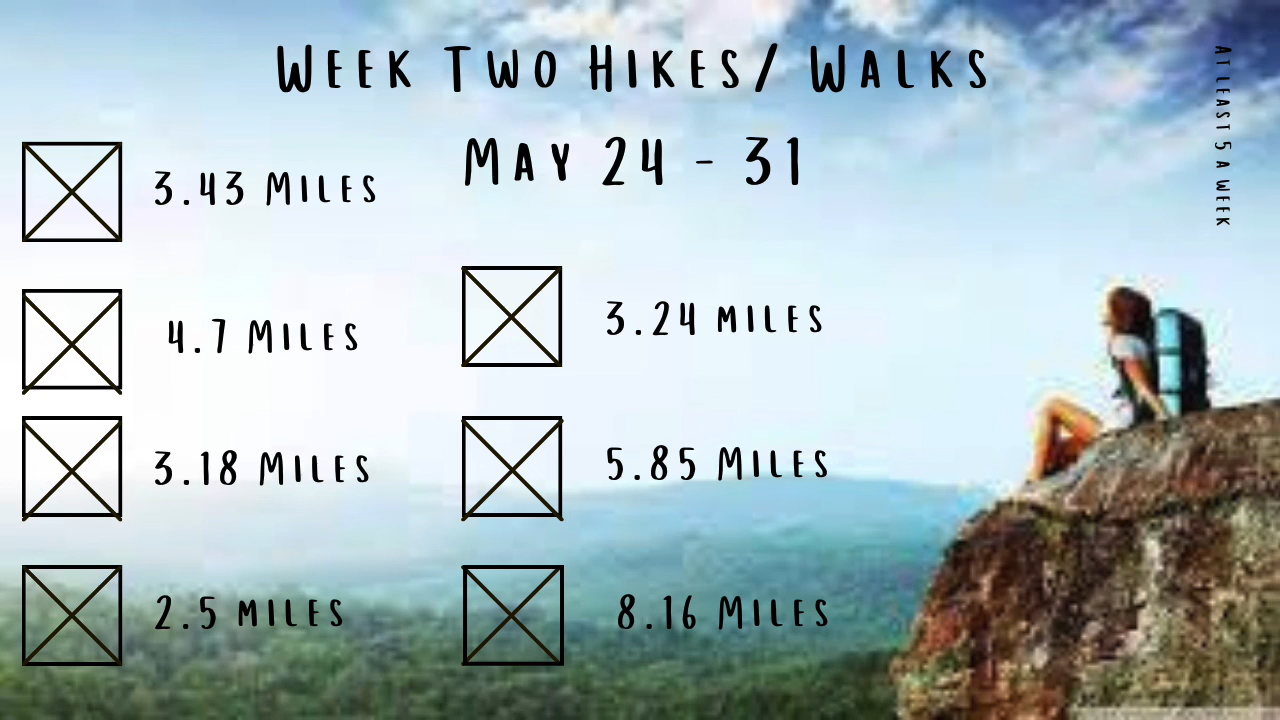 Week Two Hikes/ Walks
May 24 - 31
3.43 Miles
4.7 Miles
3.18 Miles
2.5 miles
3.24 miles
5.85 Miles
8.16 Miles
At least 5 a week